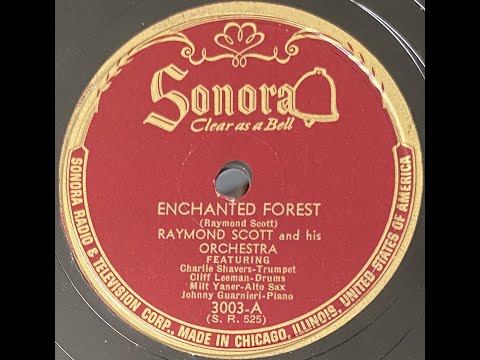 Sonora
Clear as a Bell
ENCHANTED FOREST
(Raymond Scott)
RAYMOND SCOTT and his
ORCHESTRA
FEATURING
Charlie Shavers-Trumpet
Cliff Leeman-Drums
Milt Yaner-Alto Sax
Johnny Guarnieri-Piano
3003-A
(S. R. 525)
SONORA RADIO & TELEVISION CORP., MADE IN CHICAGO, ILLINOIS, UNITED STATES OF AMERICA